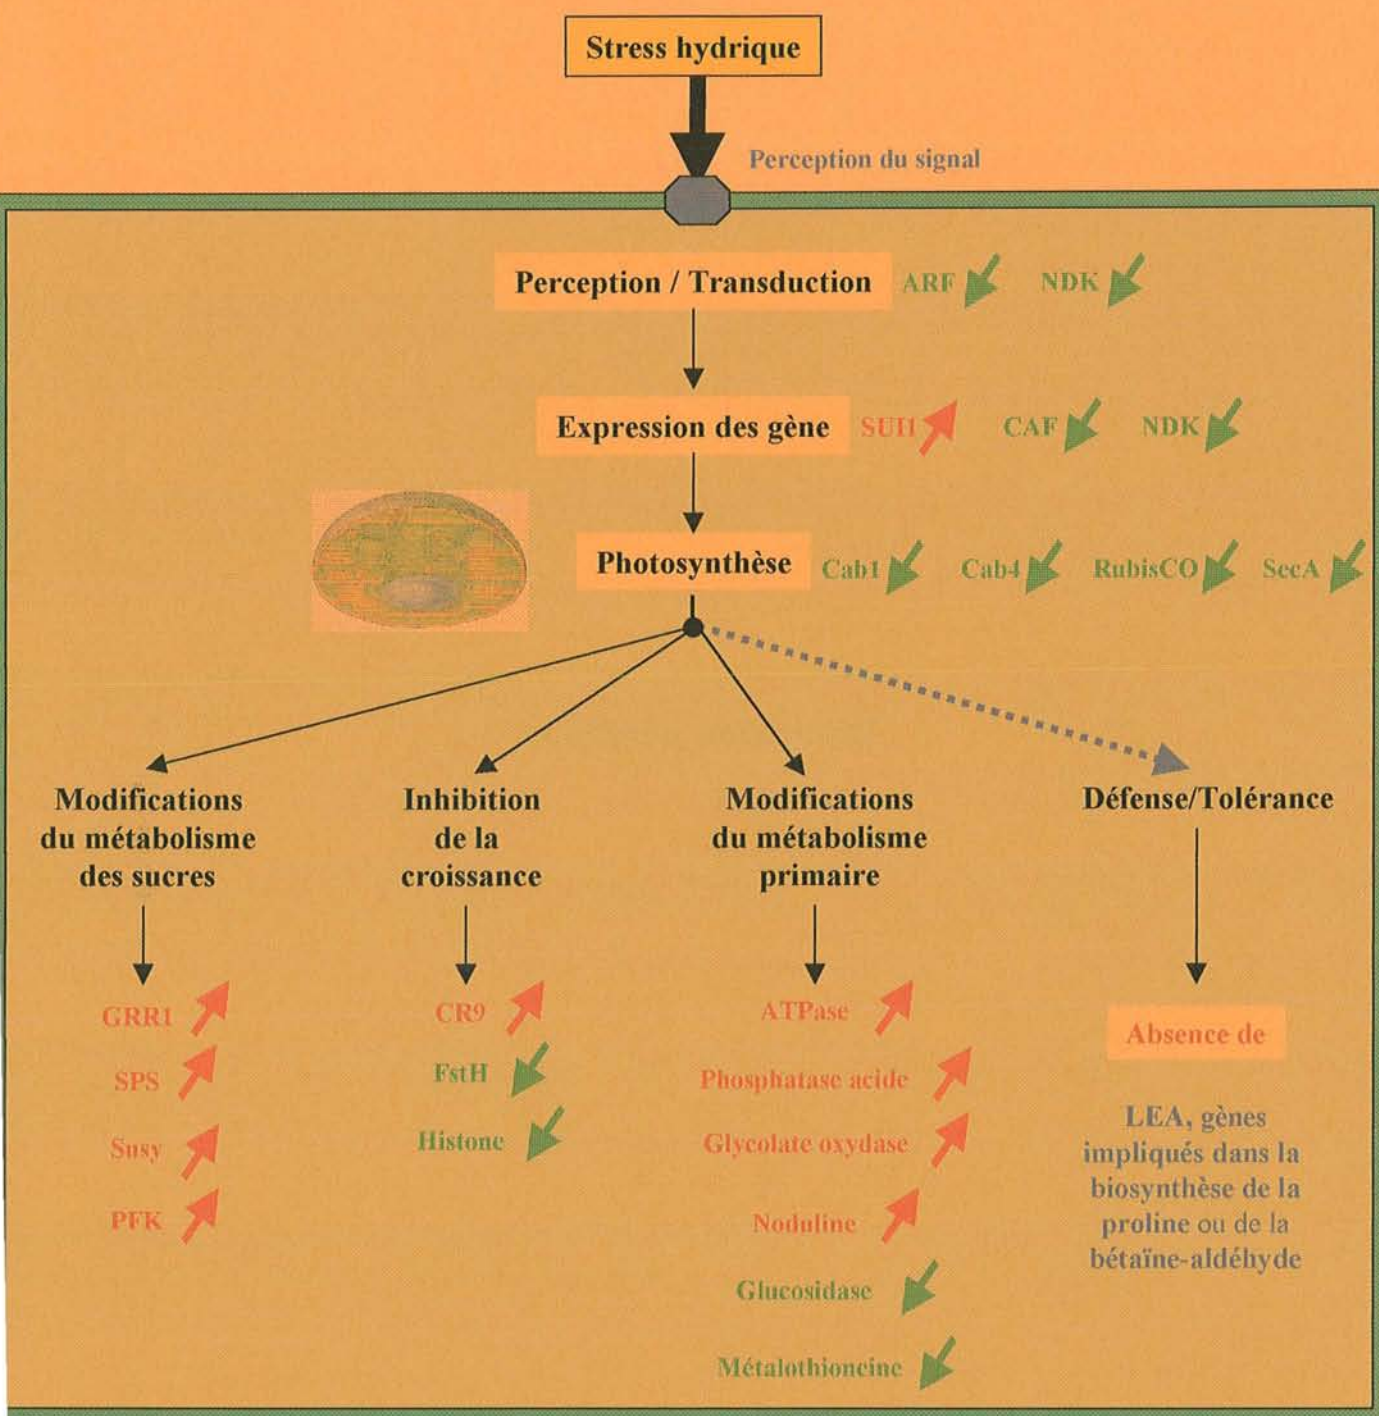 Stress hydrique
Perception du signal
Perception / Transduction ARF NDK
Expression des gène SUI1 CAF NDK
Photosynthèse Cab1 Cab4 RubisCO SecA
Modifications
du métabolisme
des sucres
GRR1
SPS
Susy
PFK
Inhibition
de la
croissance
CR9
FstH
Histone
Modifications
du métabolisme
primaire
ATPase
Phosphatase acide
Glycolate oxydase
Noduline
Glucosidase
Métalothioneine
Défense/Tolérance
Absence de
LEA, gènes
impliqués dans la
biosynthèse de la
proline ou de la
bétaïne-aldéhyde